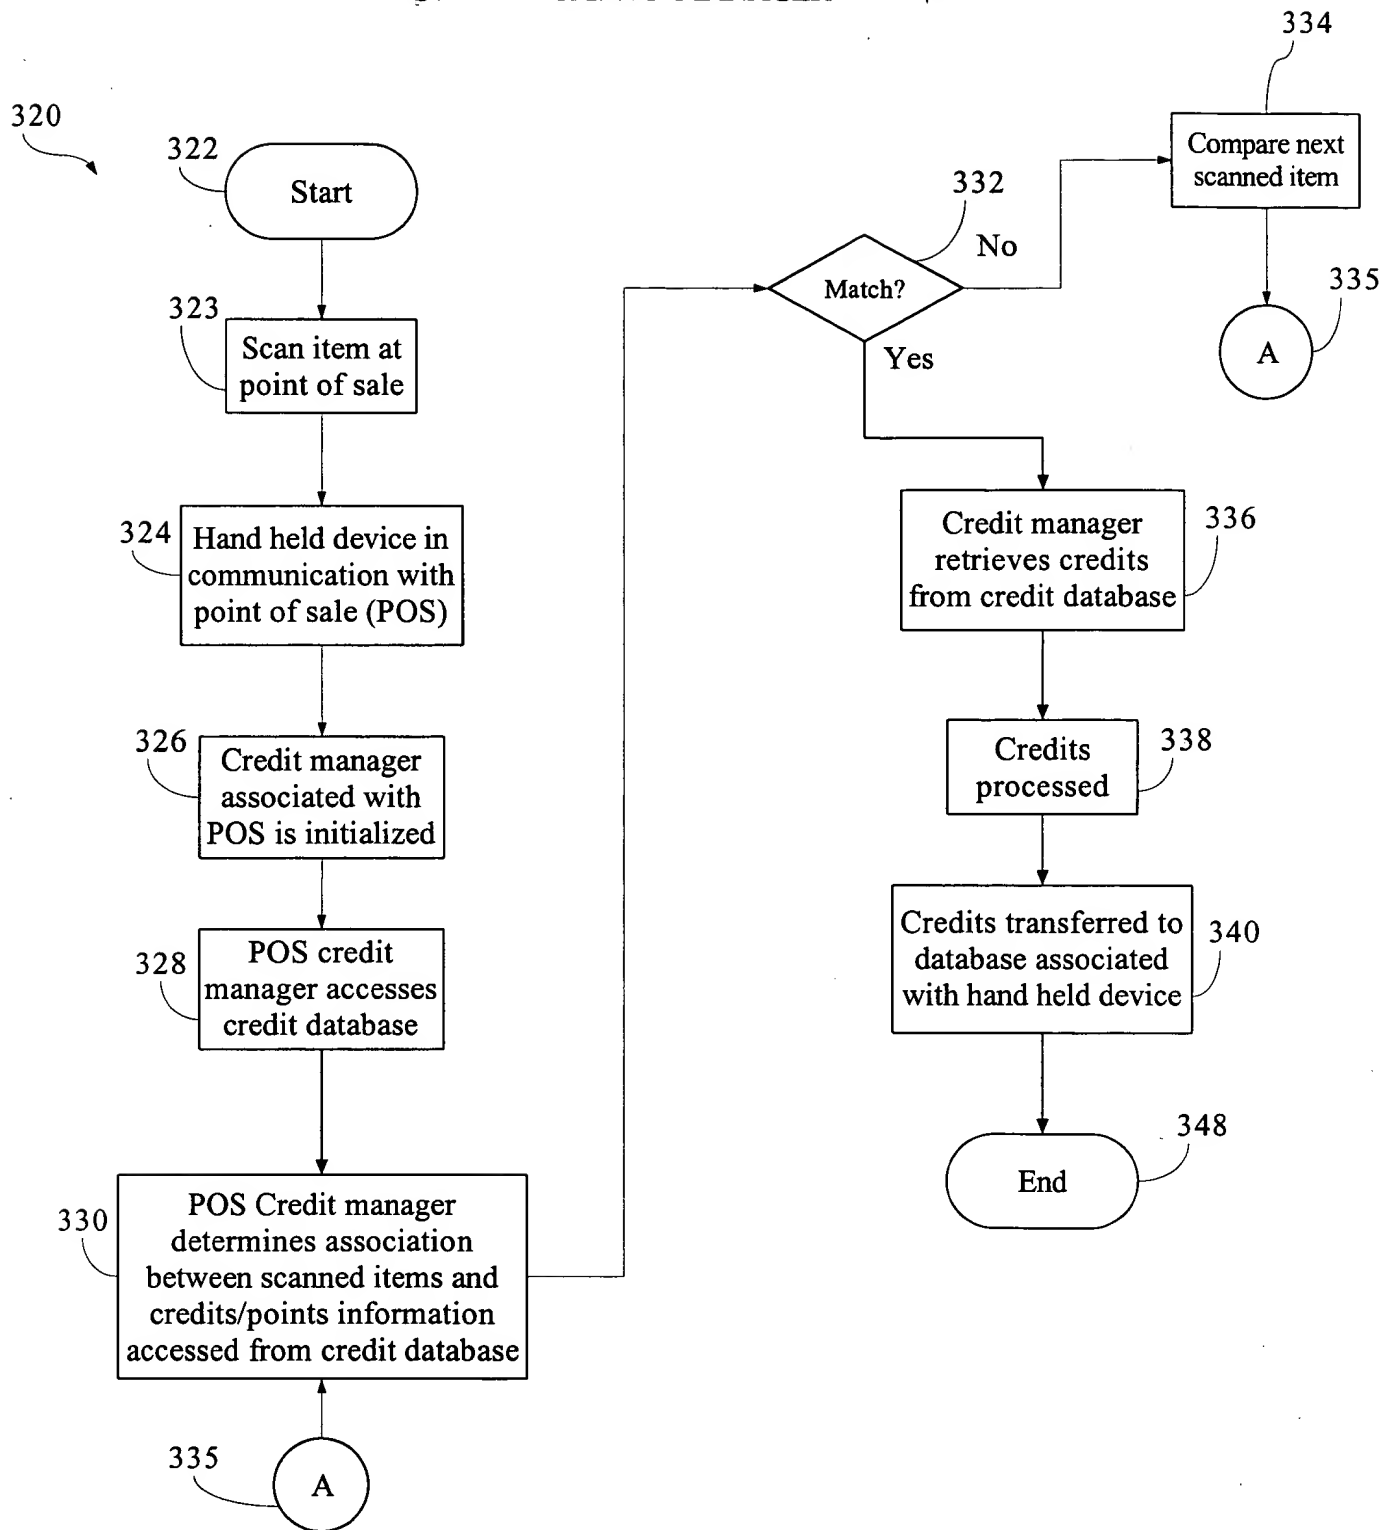 320
322
Start
323
Scan item at
point of sale
324
Hand held device in
communication with
point of sale (POS)
326
Credit manager
associated with
POS is initialized
328
POS credit
manager accesses
credit database
330
POS Credit manager
determines association
between scanned items and
credits/points information
accessed from credit database
335
A
332
Match?
No
Yes
334
Compare next
scanned item
335
A
336
Credit manager
retrieves credits
from credit database
338
Credits
processed
340
Credits transferred to
database associated
with hand held device
348
End